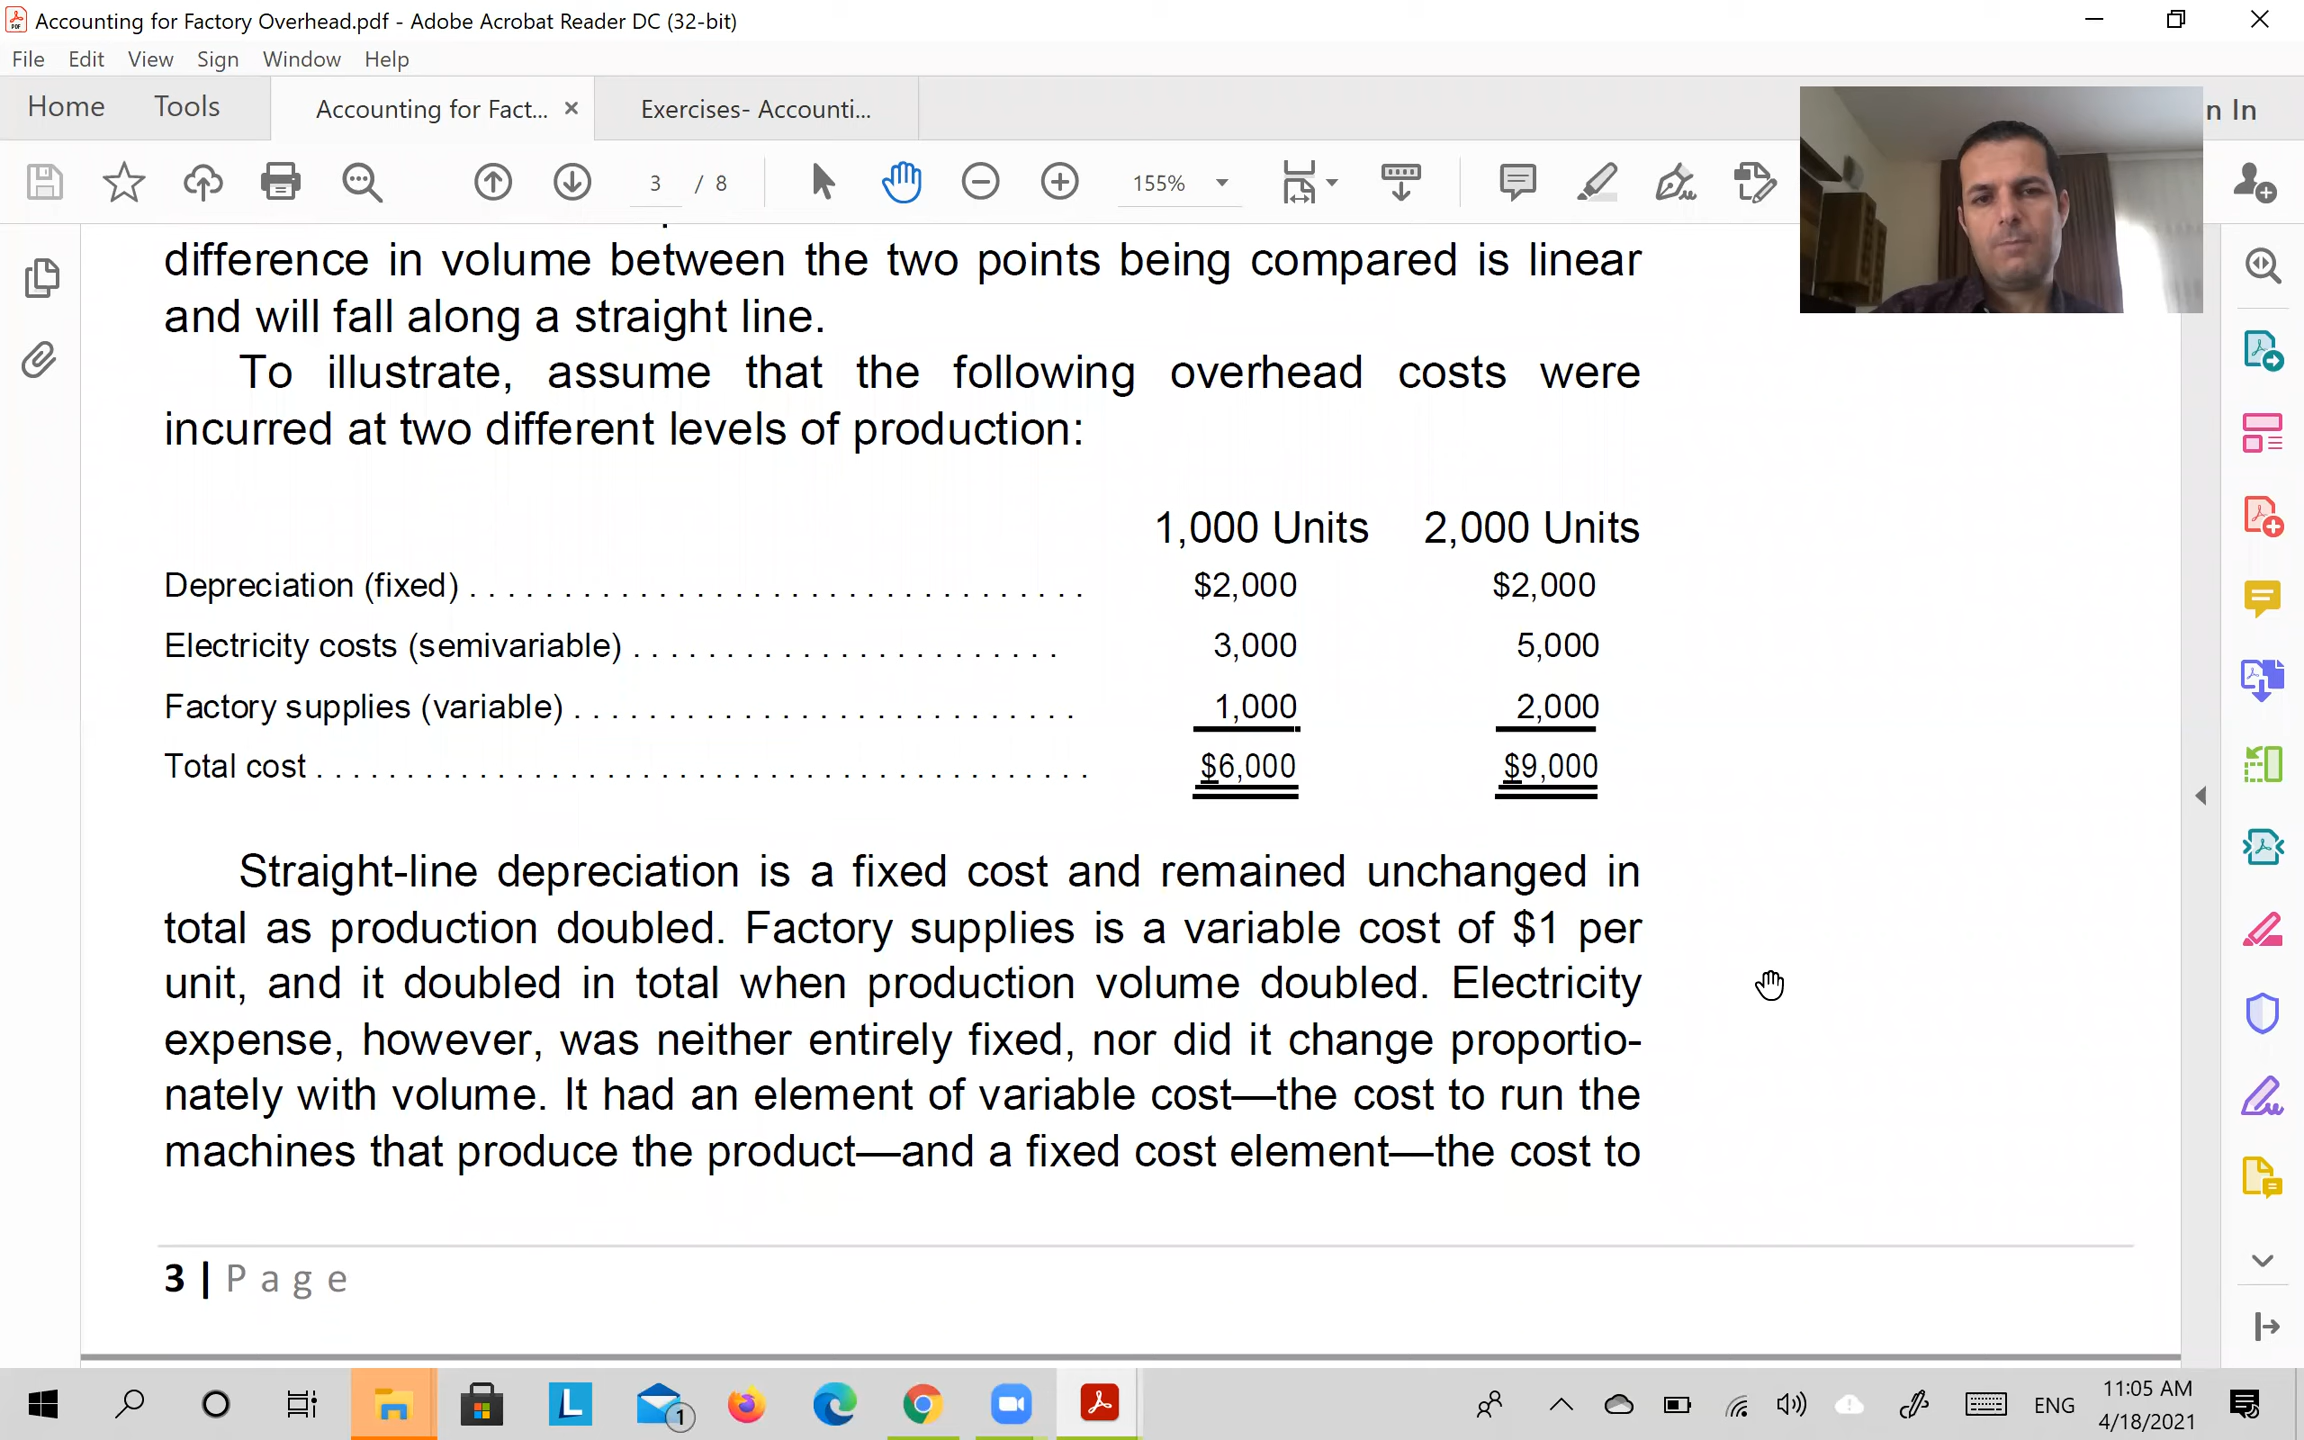 Accounting for Factory Overhead.pdf - Adobe Acrobat Reader DC (32-bit)
File Edit View Sign Window Help
Home Tools Accounting for Fact... × Exercises- Accounti... n In
3 / 8 155%
difference in volume between the two points being compared is linear
and will fall along a straight line.
To illustrate, assume that the following overhead costs were
incurred at two different levels of production:
1,000 Units 2,000 Units
Depreciation (fixed) . . . . . . . . . . . . . . . . . . . . . . . . . . . . . . . . . $2,000 $2,000
Electricity costs (semivariable) . . . . . . . . . . . . . . . . . . . . . . . 3,000 5,000
Factory supplies (variable) . . . . . . . . . . . . . . . . . . . . . . . . . . . 1,000 2,000
Total cost . . . . . . . . . . . . . . . . . . . . . . . . . . . . . . . . . . . . . . . . . $6,000 $9,000
Straight-line depreciation is a fixed cost and remained unchanged in
total as production doubled. Factory supplies is a variable cost of $1 per
unit, and it doubled in total when production volume doubled. Electricity
expense, however, was neither entirely fixed, nor did it change proportio-
nately with volume. It had an element of variable cost—the cost to run the
machines that produce the product—and a fixed cost element—the cost to
3 | Page
L 1 ENG 11:05 AM
4/18/2021